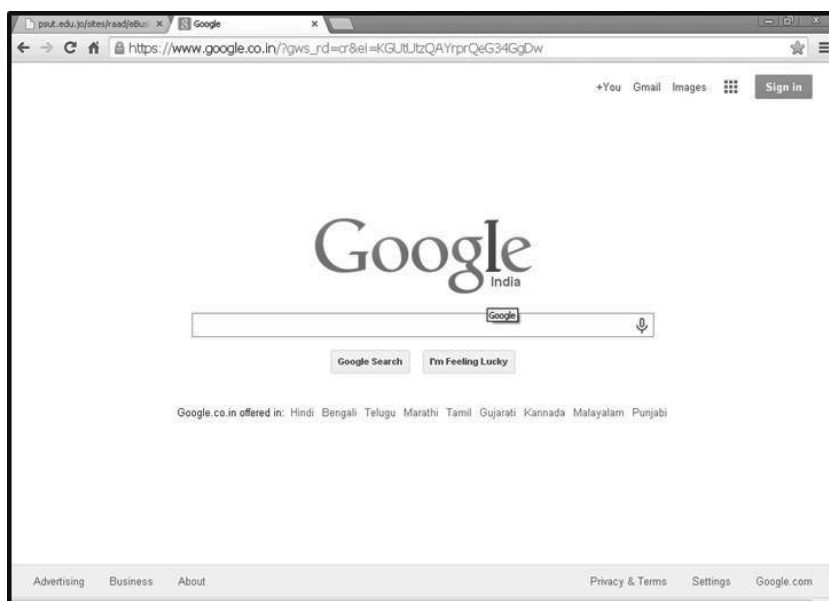 psut.edu.jo/sites/raad/eBus
Google
https://www.google.co.in/?gws_rd=cr&ei=KGUtUtzQAYrprQeG34GgDw
+You Gmail Images Sign in
Google
India
Google
Google Search I'm Feeling Lucky
Google.co.in offered in: Hindi Bengali Telugu Marathi Tamil Gujarati Kannada Malayalam Punjabi
Advertising Business About Privacy & Terms Settings Google.com